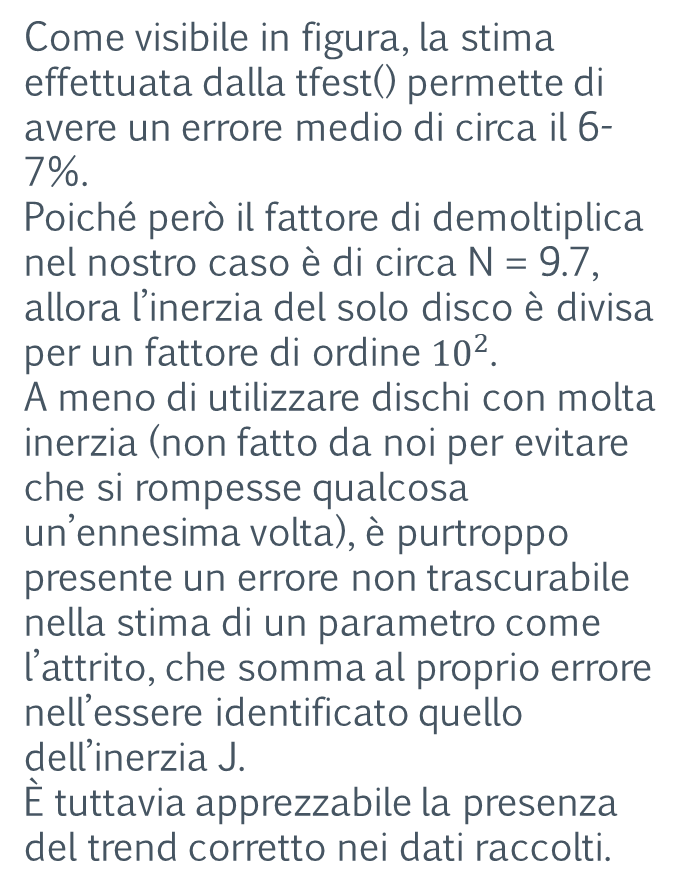 Come visibile in figura, la stima
effettuata dalla tfest() permette di
avere un errore medio di circa il 6-
7%.
Poiché però il fattore di demoltiplica
nel nostro caso è di circa N = 9.7,
allora l'inerzia del solo disco è divisa
per un fattore di ordine 10².
A meno di utilizzare dischi con molta
inerzia (non fatto da noi per evitare
che si rompesse qualcosa
un'ennesima volta), è purtroppo
presente un errore non trascurabile
nella stima di un parametro come
l'attrito, che somma al proprio errore
nell'essere identificato quello
dell'inerzia J.
È tuttavia apprezzabile la presenza
del trend corretto nei dati raccolti.